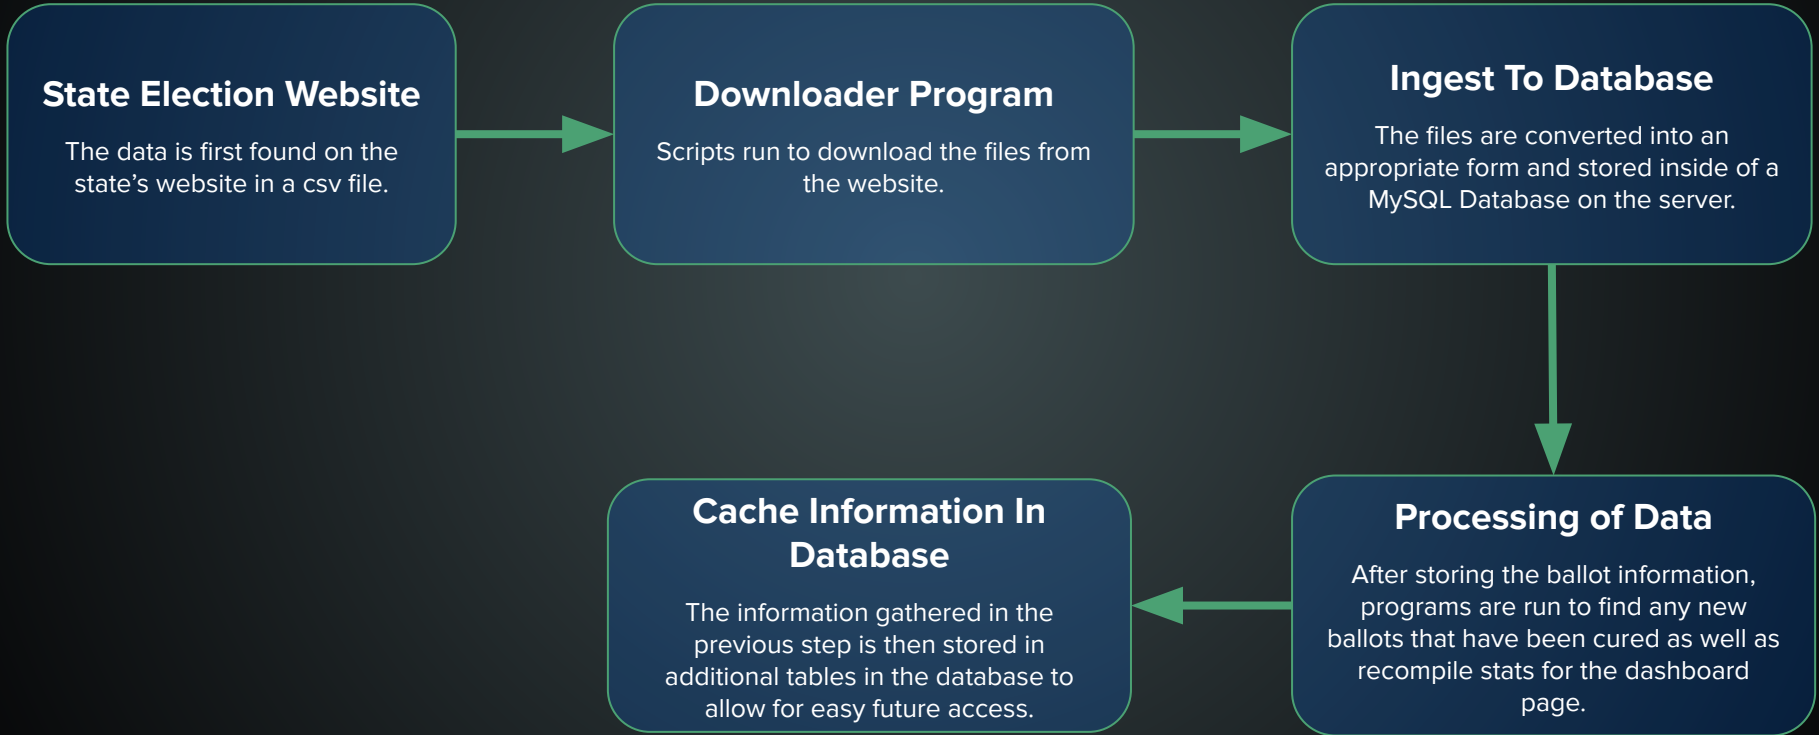 State Election Website
The data is first found on the
state’s website in a csv file.
Downloader Program
Scripts run to download the files from
the website.
Ingest To Database
The files are converted into an
appropriate form and stored inside of a
MySQL Database on the server.
Processing of Data
After storing the ballot information,
programs are run to find any new
ballots that have been cured as well as
recompile stats for the dashboard
page.
Cache Information In
Database
The information gathered in the
previous step is then stored in
additional tables in the database to
allow for easy future access.